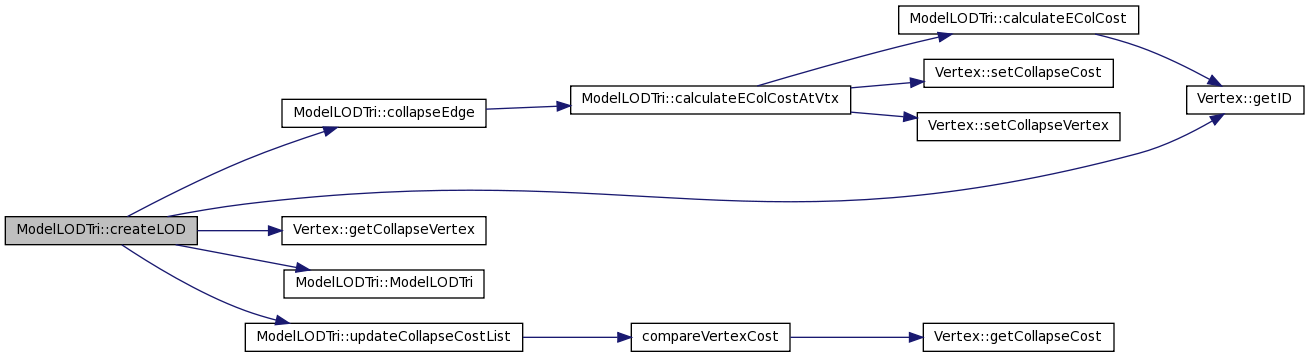 ModelLODTri::calculateEColCost
Vertex::setCollapseCost
ModelLODTri::calculateEColCostAtVtx
Vertex::getID
ModelLODTri::collapseEdge
Vertex::setCollapseVertex
ModelLODTri::createLOD
Vertex::getCollapseVertex
ModelLODTri::ModelLODTri
ModelLODTri::updateCollapseCostList
compareVertexCost
Vertex::getCollapseCost